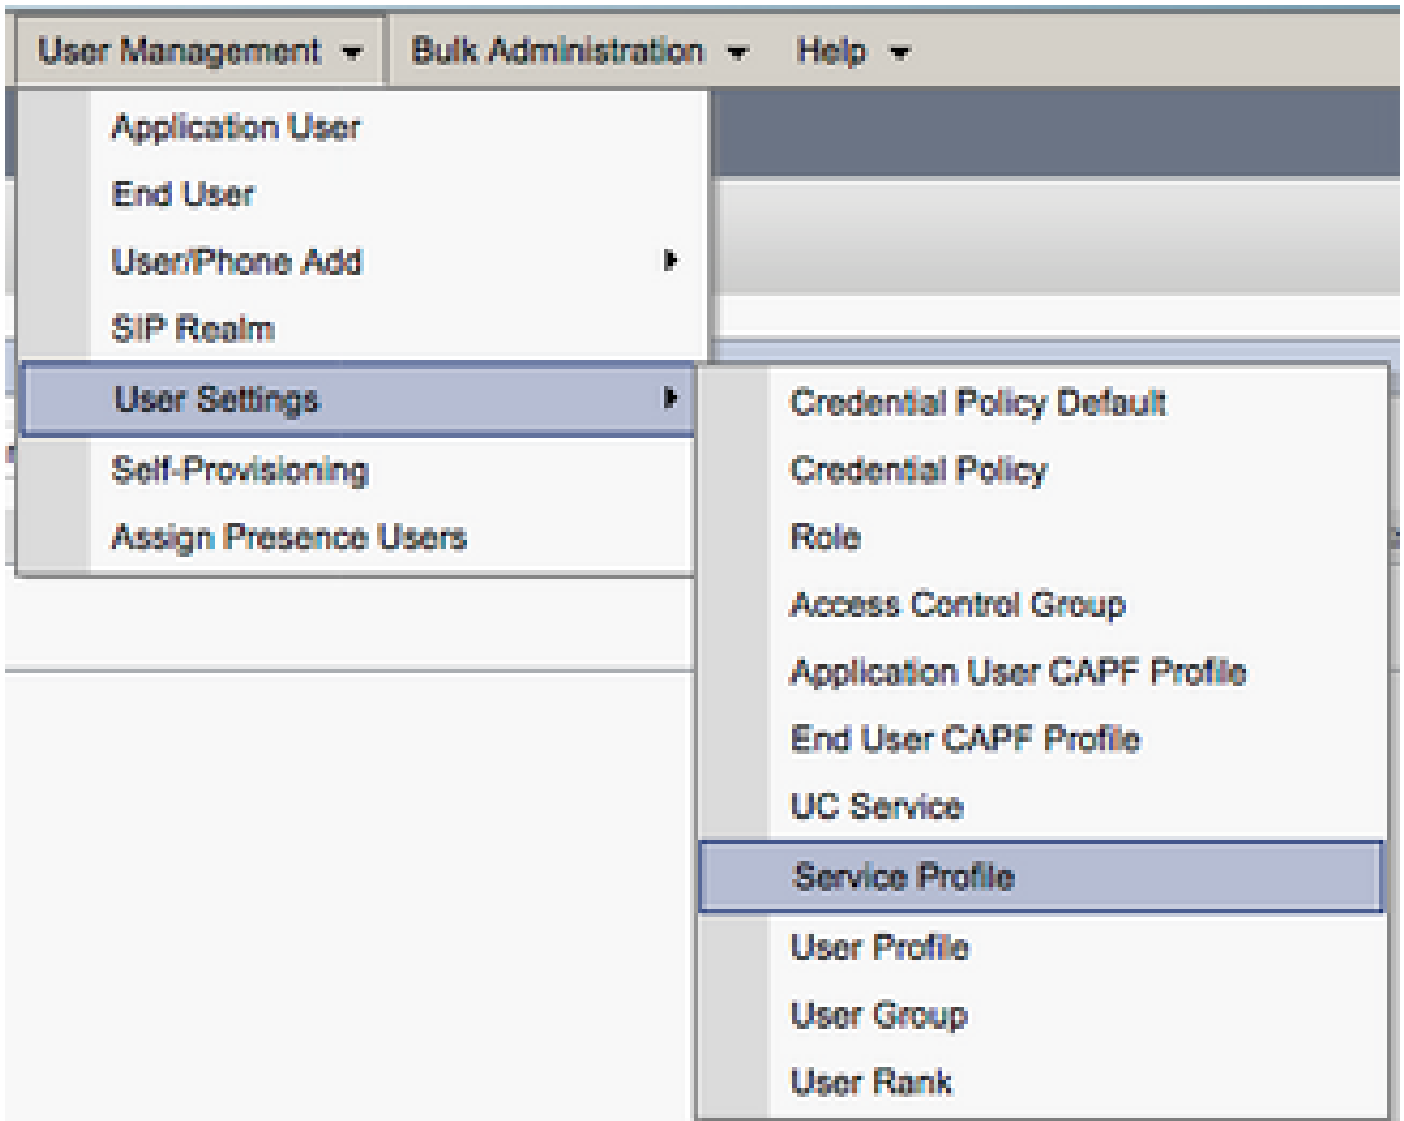 User Management Bulk Administration Help
Application User
End User
User/Phone Add
SIP Realm
User Settings
Self-Provisioning
Assign Presence Users
Credential Policy Default
Credential Policy
Role
Access Control Group
Application User CAPF Profile
End User CAPF Profile
UC Service
Service Profile
User Profile
User Group
User Rank